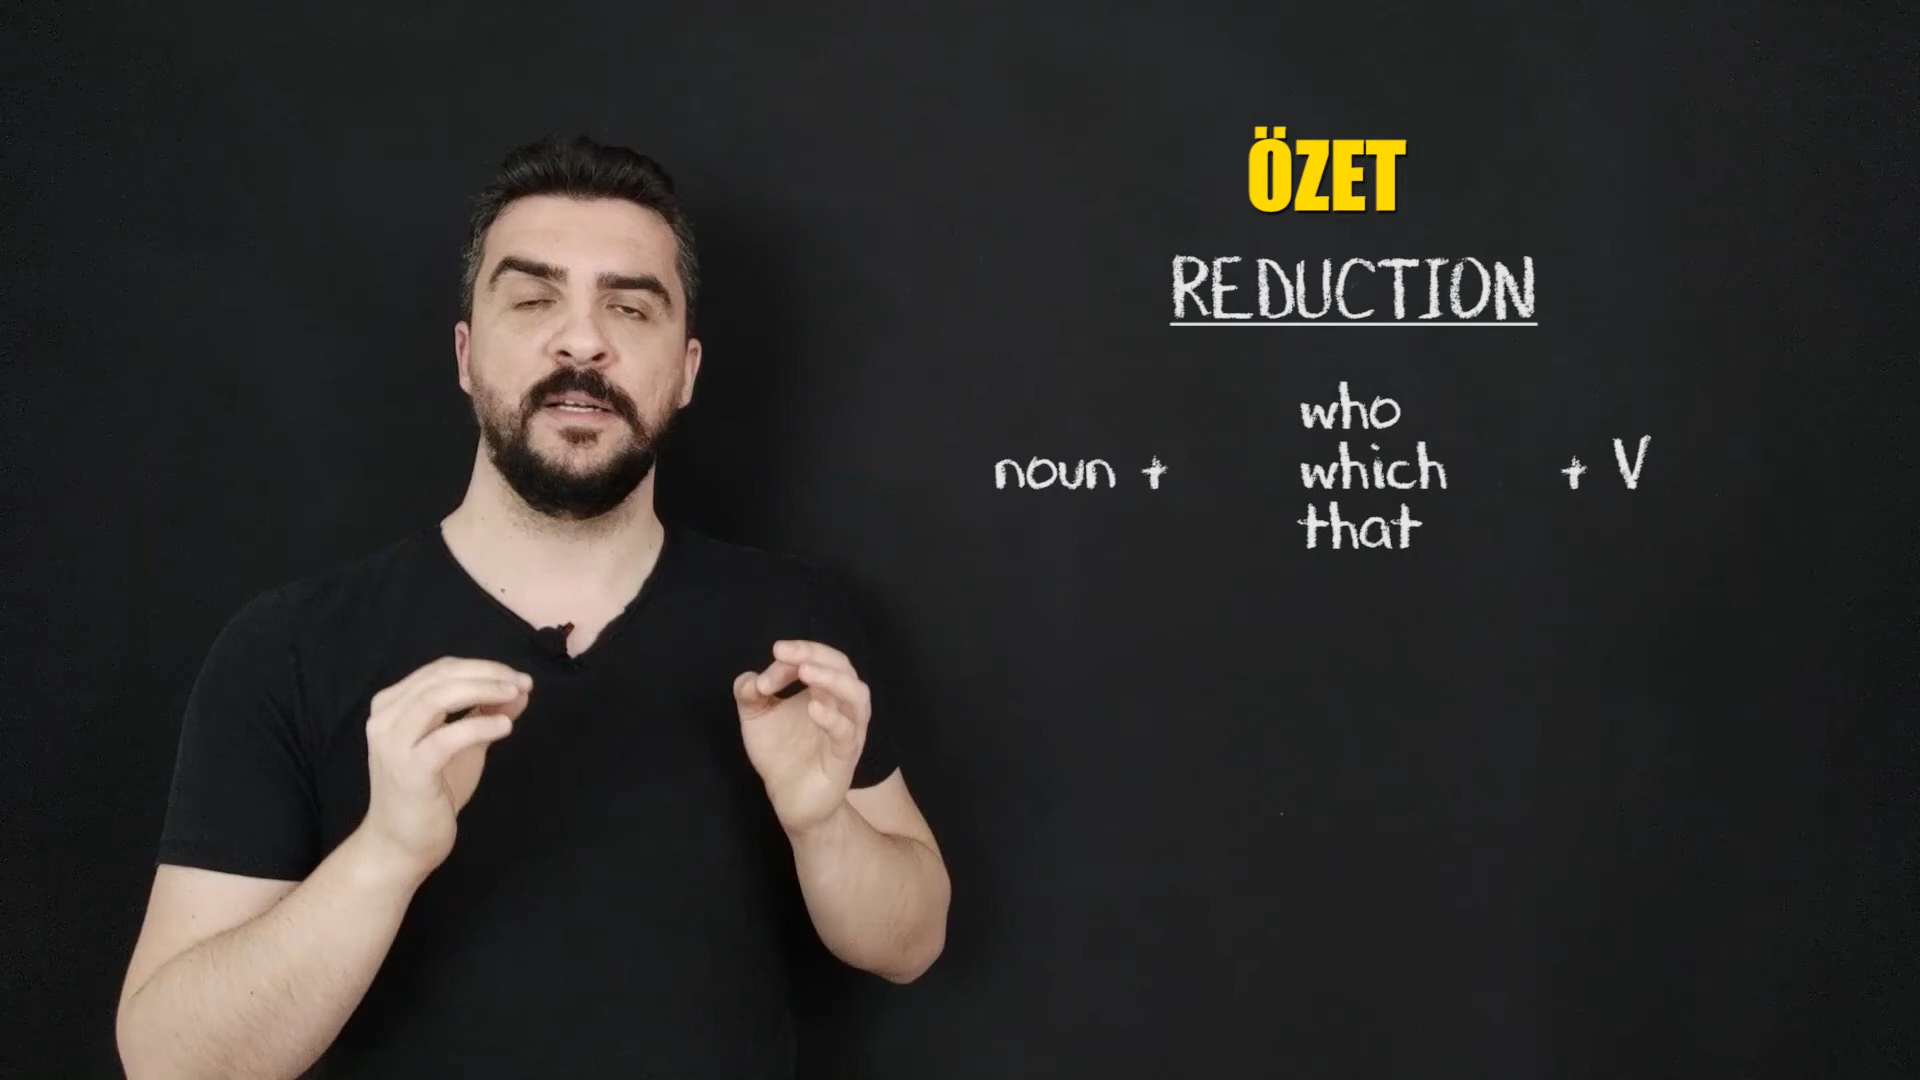 ÖZET
REDUCTION
who
noun + which + V
that